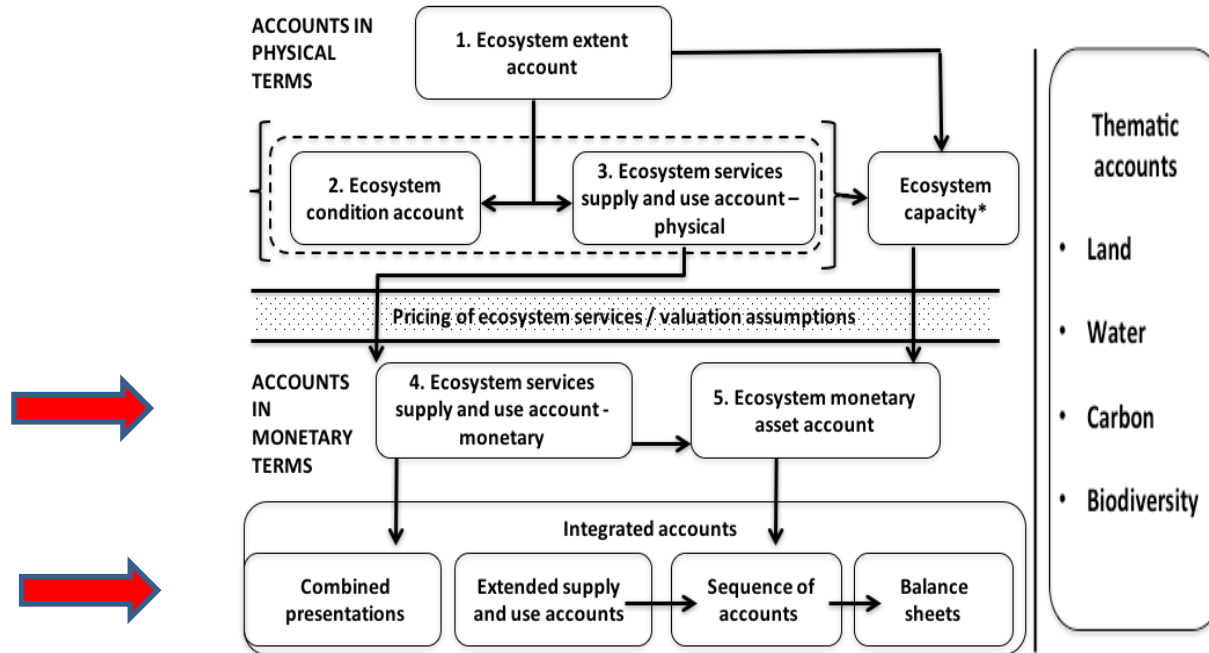 ACCOUNTS IN
PHYSICAL
TERMS
1. Ecosystem extent
account
2. Ecosystem
condition account
3. Ecosystem services
supply and use account –
physical
Ecosystem
capacity*
Pricing of ecosystem services / valuation assumptions
ACCOUNTS
IN
MONETARY
TERMS
4. Ecosystem services
supply and use account -
monetary
5. Ecosystem monetary
asset account
Integrated accounts
Combined
presentations
Extended supply
and use accounts
Sequence of
accounts
Balance
sheets
Thematic
accounts
• Land
• Water
• Carbon
• Biodiversity